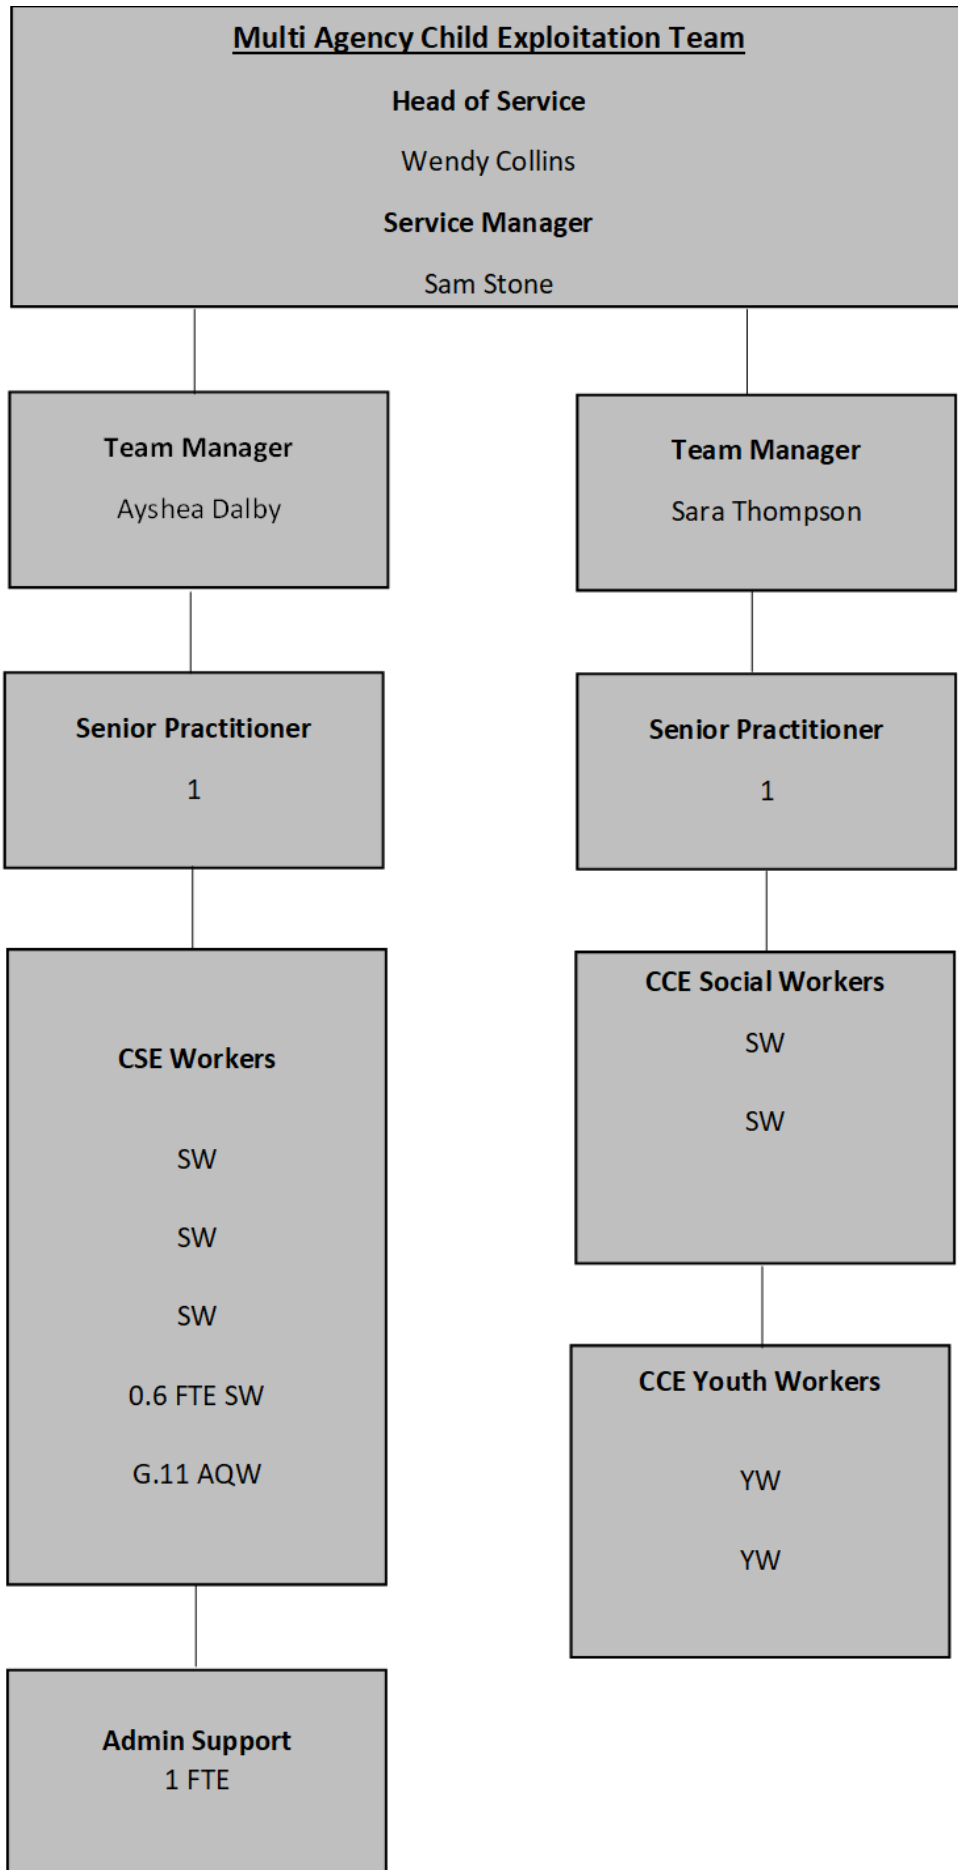 Multi Agency Child Exploitation Team
Head of Service
Wendy Collins
Service Manager
Sam Stone
Team Manager
Ayshea Dalby
Senior Practitioner
1
CSE Workers
SW
SW
SW
0.6 FTE SW
G.11 AQW
Admin Support
1 FTE
Team Manager
Sara Thompson
Senior Practitioner
1
CCE Social Workers
SW
SW
CCE Youth Workers
YW
YW